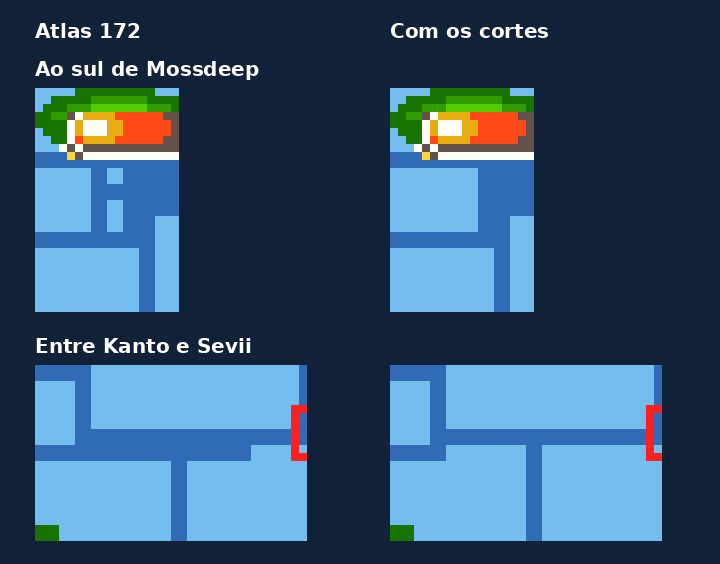 Atlas 172
Com os cortes
Ao sul de Mossdeep
Entre Kanto e Sevii